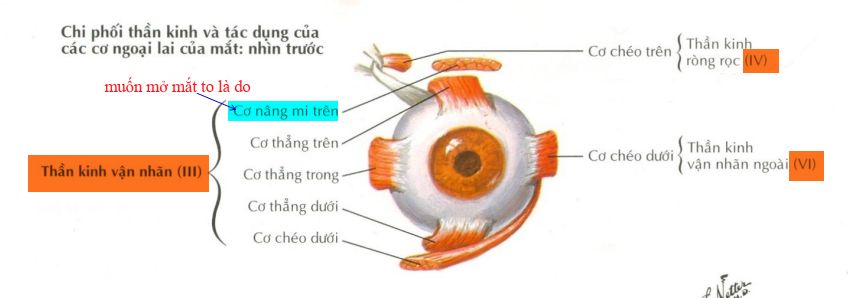 Chi phối thần kinh và tác dụng của
các cơ ngoại lai của mắt: nhìn trước
muốn mở mắt to là do
Cơ nâng mi trên
Cơ thẳng trên
Thần kinh vận nhãn (III)
Cơ thẳng trong
Cơ thẳng dưới
Cơ chéo dưới
Cơ chéo trên
Thần kinh
ròng rọc (IV)
Cơ chéo dưới
Thần kinh
vận nhãn ngoài (VI)
Netter